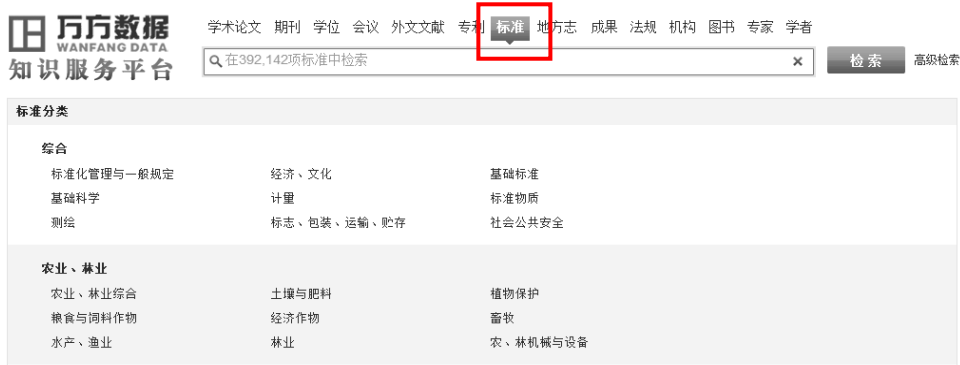 万方数据
WANFANG DATA
知识服务平台
学术论文 期刊 学位 会议 外文文献 专利 标准 地方志 成果 法规 机构 图书 专家 学者
在392,142项标准中检索 × 检索 高级检索
标准分类
综合
标准化管理与一般规定 经济、文化 基础标准
基础科学 计量 标准物质
测绘 标志、包装、运输、贮存 社会公共安全
农业、林业
农业、林业综合 土壤与肥料 植物保护
粮食与饲料作物 经济作物 畜牧
水产、渔业 林业 农、林机械与设备